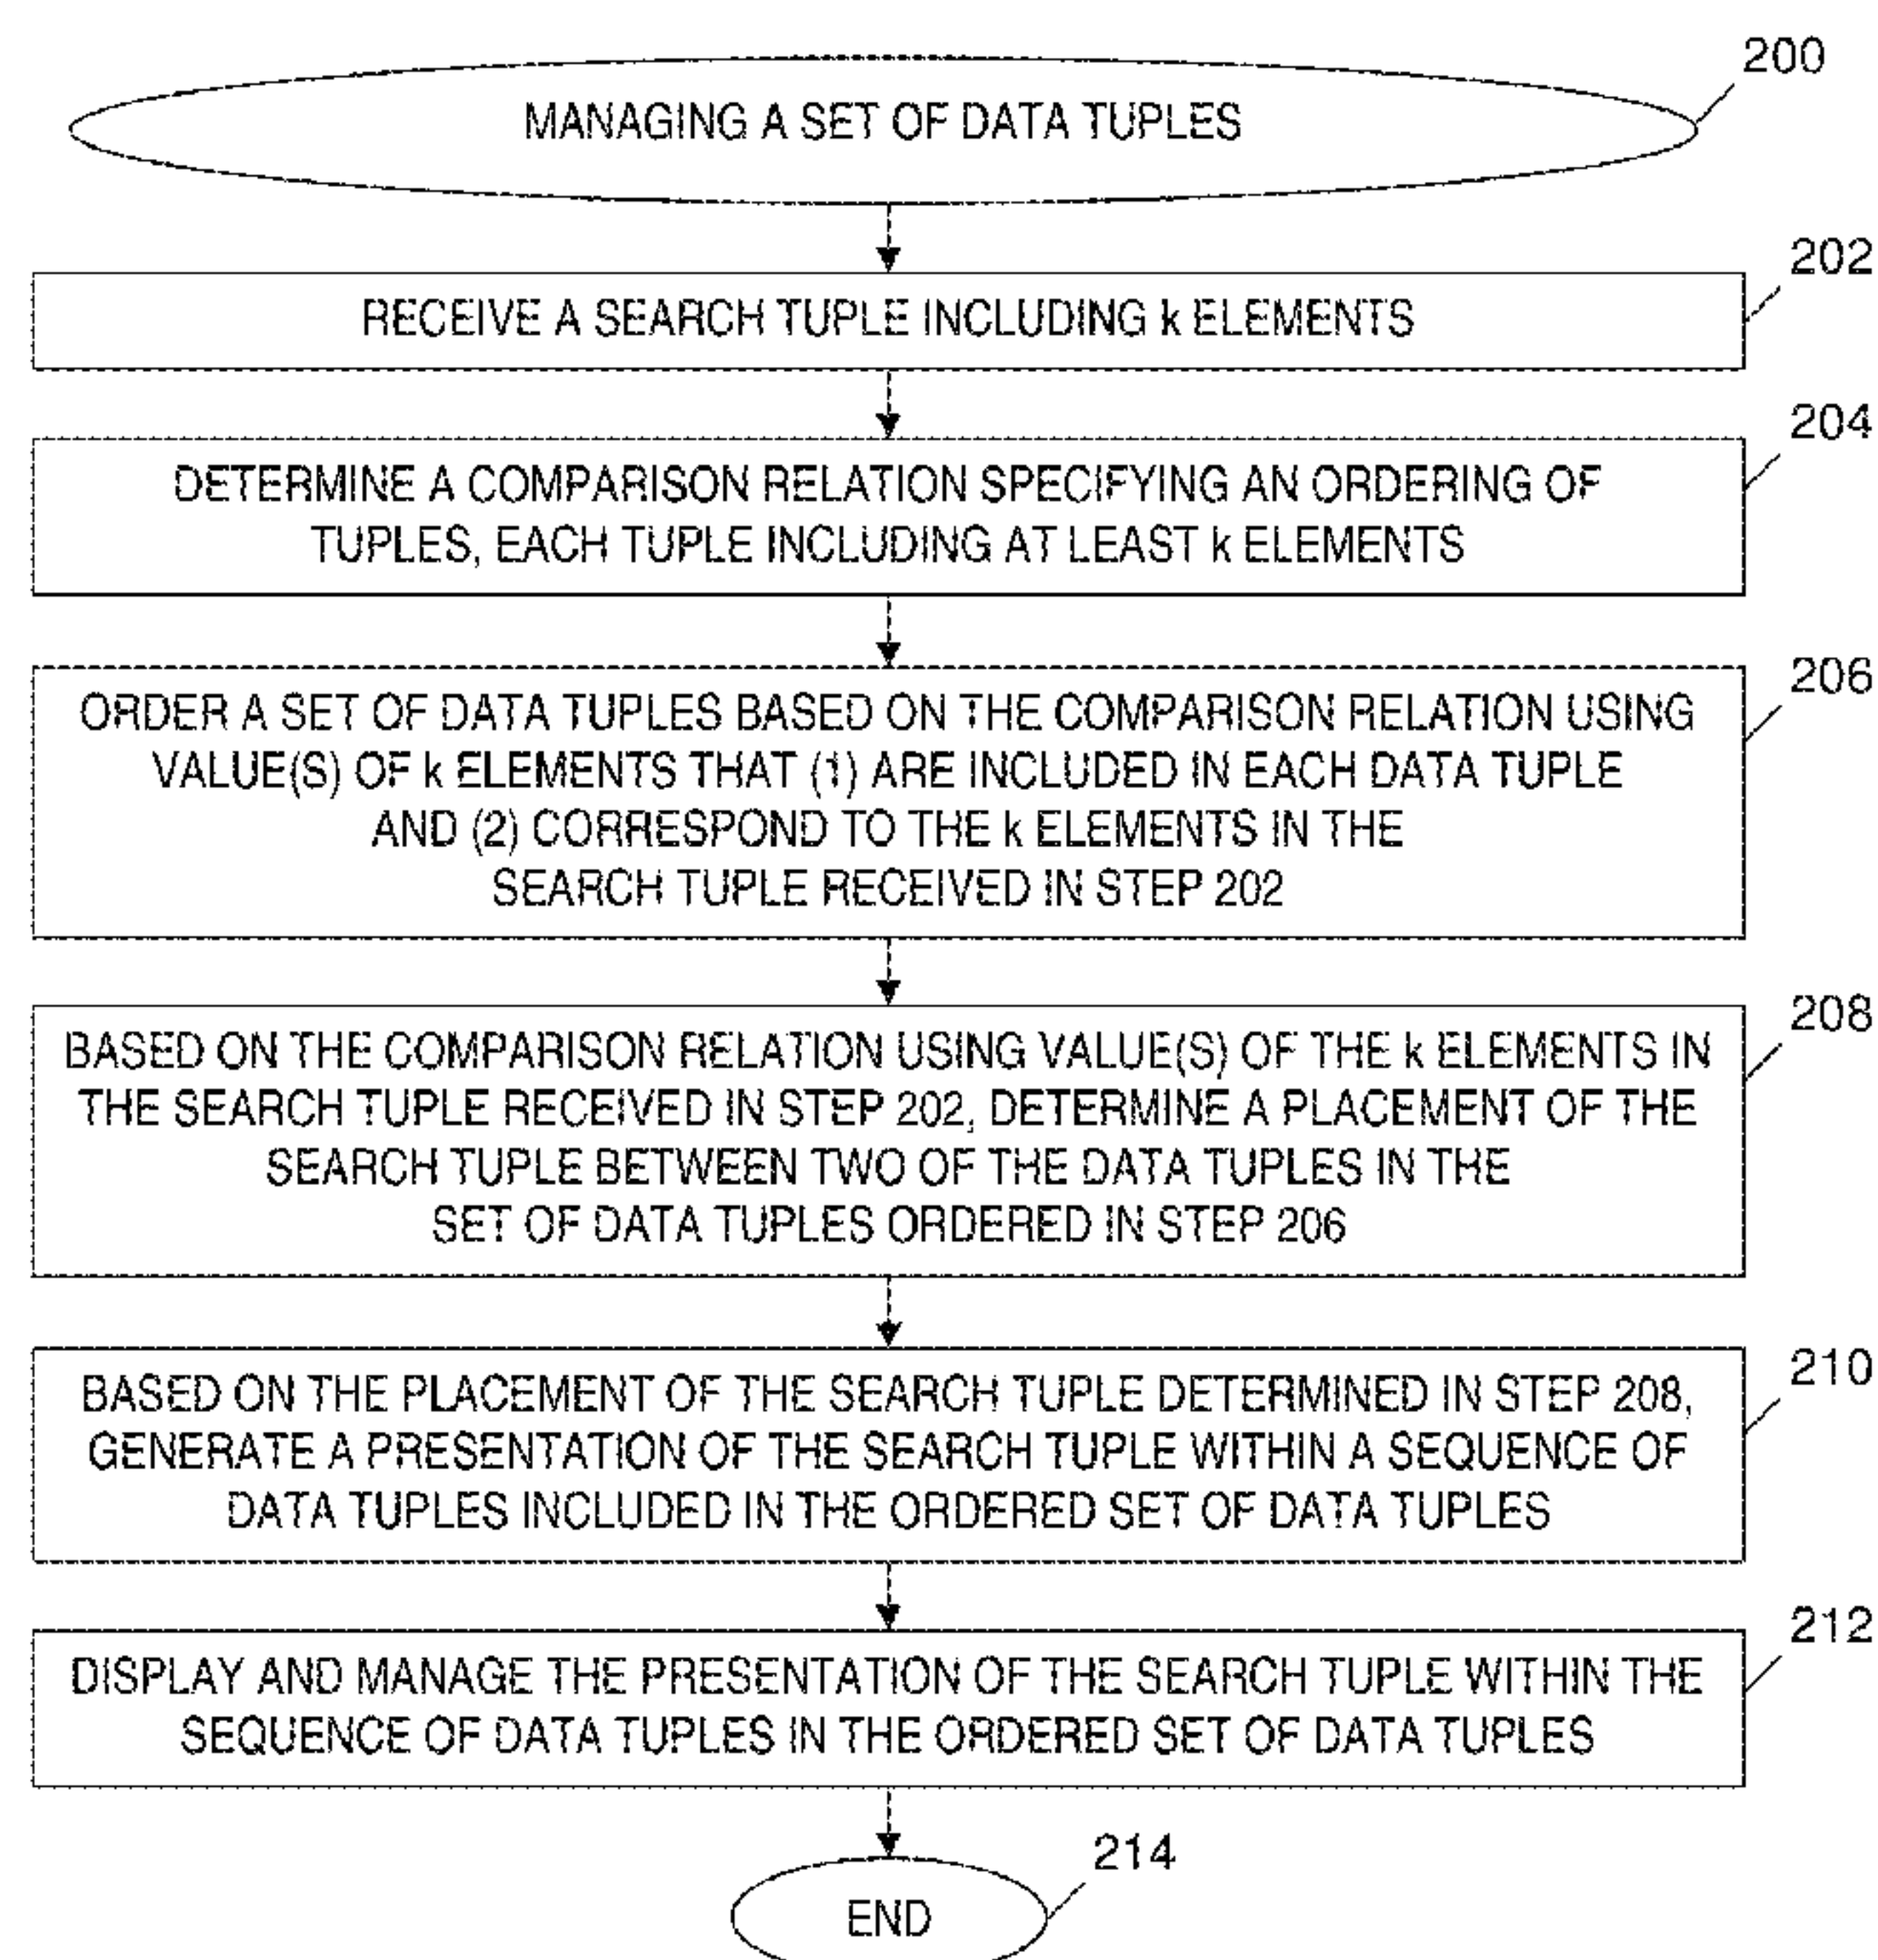 200
MANAGING A SET OF DATA TUPLES
202
RECEIVE A SEARCH TUPLE INCLUDING k ELEMENTS
204
DETERMINE A COMPARISON RELATION SPECIFYING AN ORDERING OF
TUPLES, EACH TUPLE INCLUDING AT LEAST k ELEMENTS
206
ORDER A SET OF DATA TUPLES BASED ON THE COMPARISON RELATION USING
VALUE(S) OF k ELEMENTS THAT (1) ARE INCLUDED IN EACH DATA TUPLE
AND (2) CORRESPOND TO THE k ELEMENTS IN THE
SEARCH TUPLE RECEIVED IN STEP 202
208
BASED ON THE COMPARISON RELATION USING VALUE(S) OF THE k ELEMENTS IN
THE SEARCH TUPLE RECEIVED IN STEP 202, DETERMINE A PLACEMENT OF THE
SEARCH TUPLE BETWEEN TWO OF THE DATA TUPLES IN THE
SET OF DATA TUPLES ORDERED IN STEP 206
210
BASED ON THE PLACEMENT OF THE SEARCH TUPLE DETERMINED IN STEP 208,
GENERATE A PRESENTATION OF THE SEARCH TUPLE WITHIN A SEQUENCE OF
DATA TUPLES INCLUDED IN THE ORDERED SET OF DATA TUPLES
212
DISPLAY AND MANAGE THE PRESENTATION OF THE SEARCH TUPLE WITHIN THE
SEQUENCE OF DATA TUPLES IN THE ORDERED SET OF DATA TUPLES
214
END